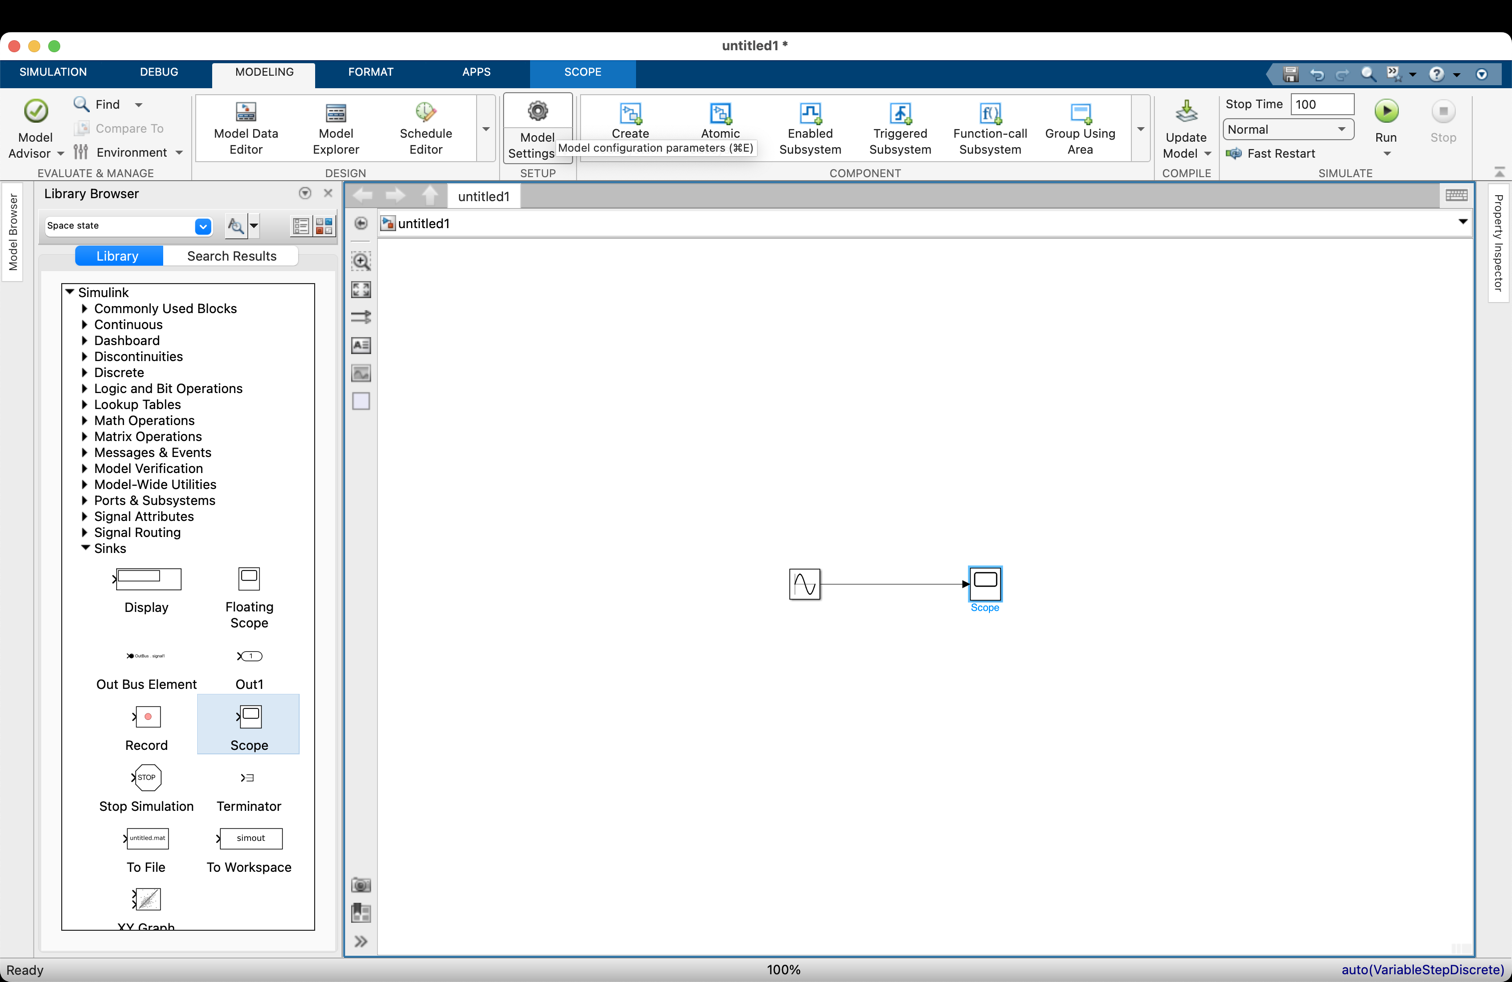 untitled1 *
SIMULATION DEBUG MODELING FORMAT APPS SCOPE
Model
Advisor
Find
Compare To
Environment
EVALUATE & MANAGE
Model Data
Editor
Model
Explorer
Schedule
Editor
DESIGN
Model
Settings
SETUP
Create
Atomic
Model configuration parameters (⌘E)
Enabled
Subsystem
Triggered
Subsystem
Function-call
Subsystem
Group Using
Area
COMPONENT
Update
Model
COMPILE
Stop Time 100
Normal
Fast Restart
Run
Stop
SIMULATE
Model Browser
Library Browser
Space state
Library Search Results
Simulink
Commonly Used Blocks
Continuous
Dashboard
Discontinuities
Discrete
Logic and Bit Operations
Lookup Tables
Math Operations
Matrix Operations
Messages & Events
Model Verification
Model-Wide Utilities
Ports & Subsystems
Signal Attributes
Signal Routing
Sinks
Display
Floating
Scope
Out Bus Element
1
Out1
Record
Scope
STOP
Stop Simulation
Terminator
untitled.mat
To File
simout
To Workspace
XY Graph
untitled1
untitled1
Scope
Property Inspector
Ready
100%
auto(VariableStepDiscrete)